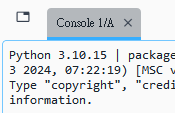 Console 1/A
Python 3.10.15 | package
3 2024, 07:22:19) [MSC v
Type "copyright", "credi
information.